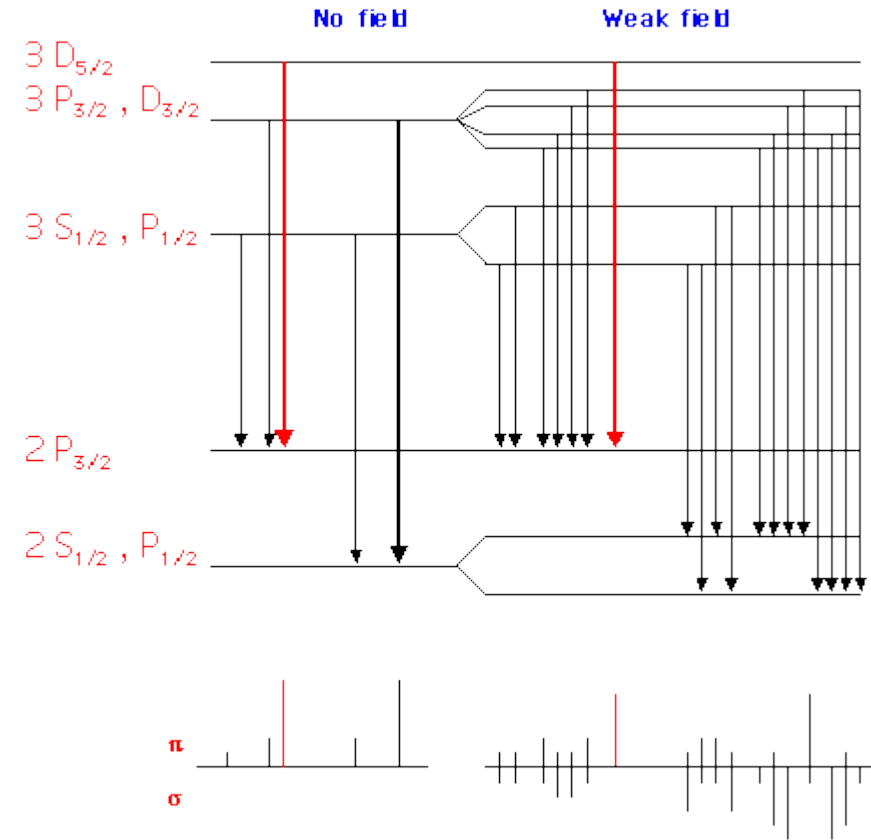 No field Weak field
3 D5/2
3 P3/2 , D3/2
3 S1/2 , P1/2
2 P3/2
2 S1/2 , P1/2
π
σ